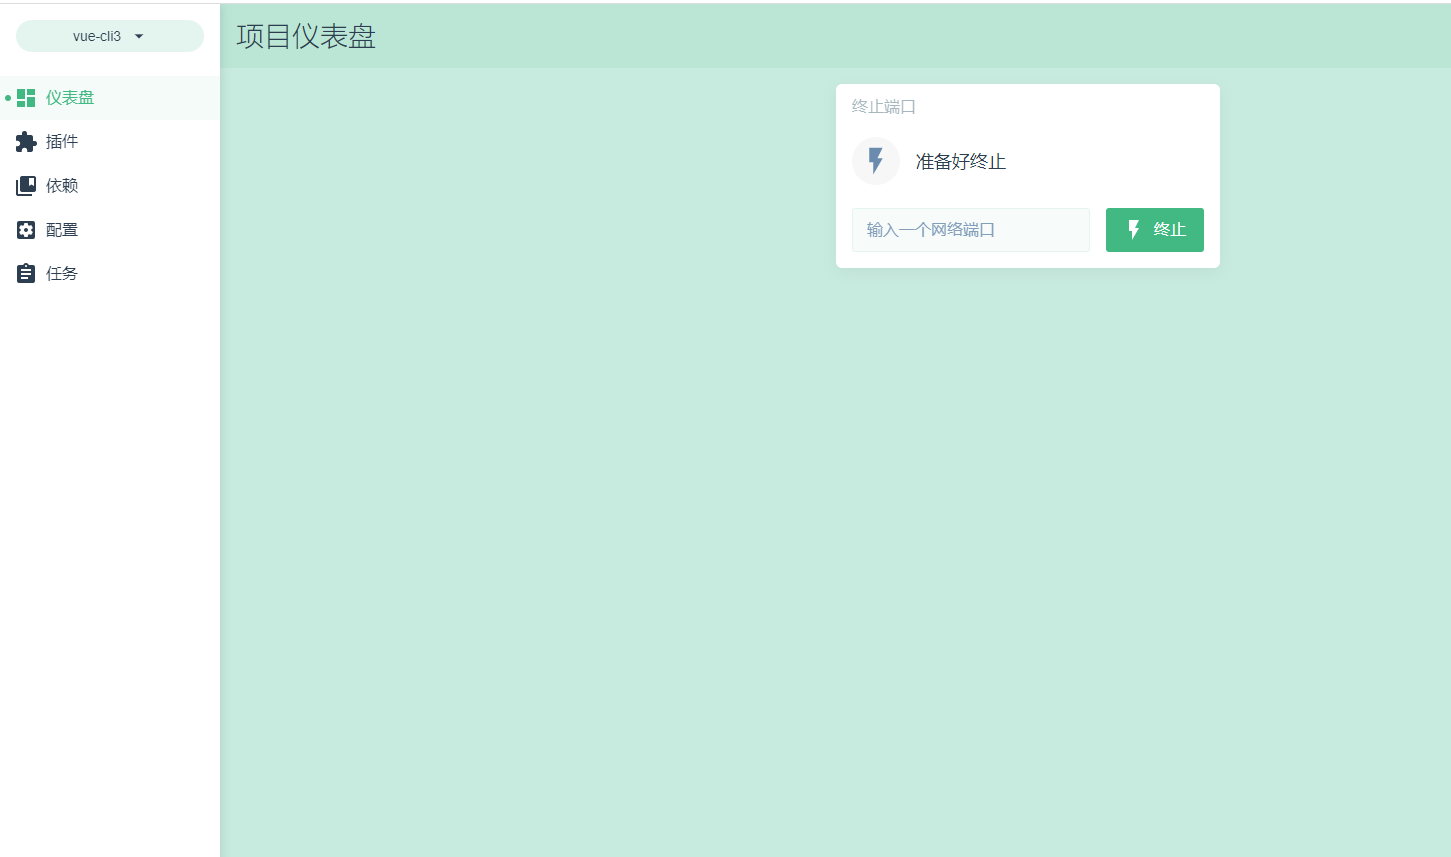 vue-cli3
项目仪表盘
仪表盘
插件
依赖
配置
任务
终止端口
准备好终止
输入一个网络端口
终止